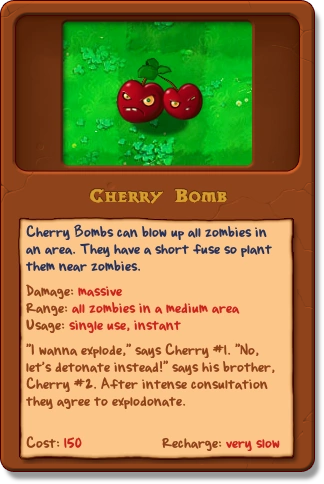 Cherry Bomb
Cherry Bombs can blow up all zombies in
an area. They have a short fuse so plant
them near zombies.
Damage: massive
Range: all zombies in a medium area
Usage: single use, instant
"I wanna explode," says Cherry #1. "No,
let's detonate instead!" says his brother,
Cherry #2. After intense consultation
they agree to explodonate.
Cost: 150 Recharge: very slow